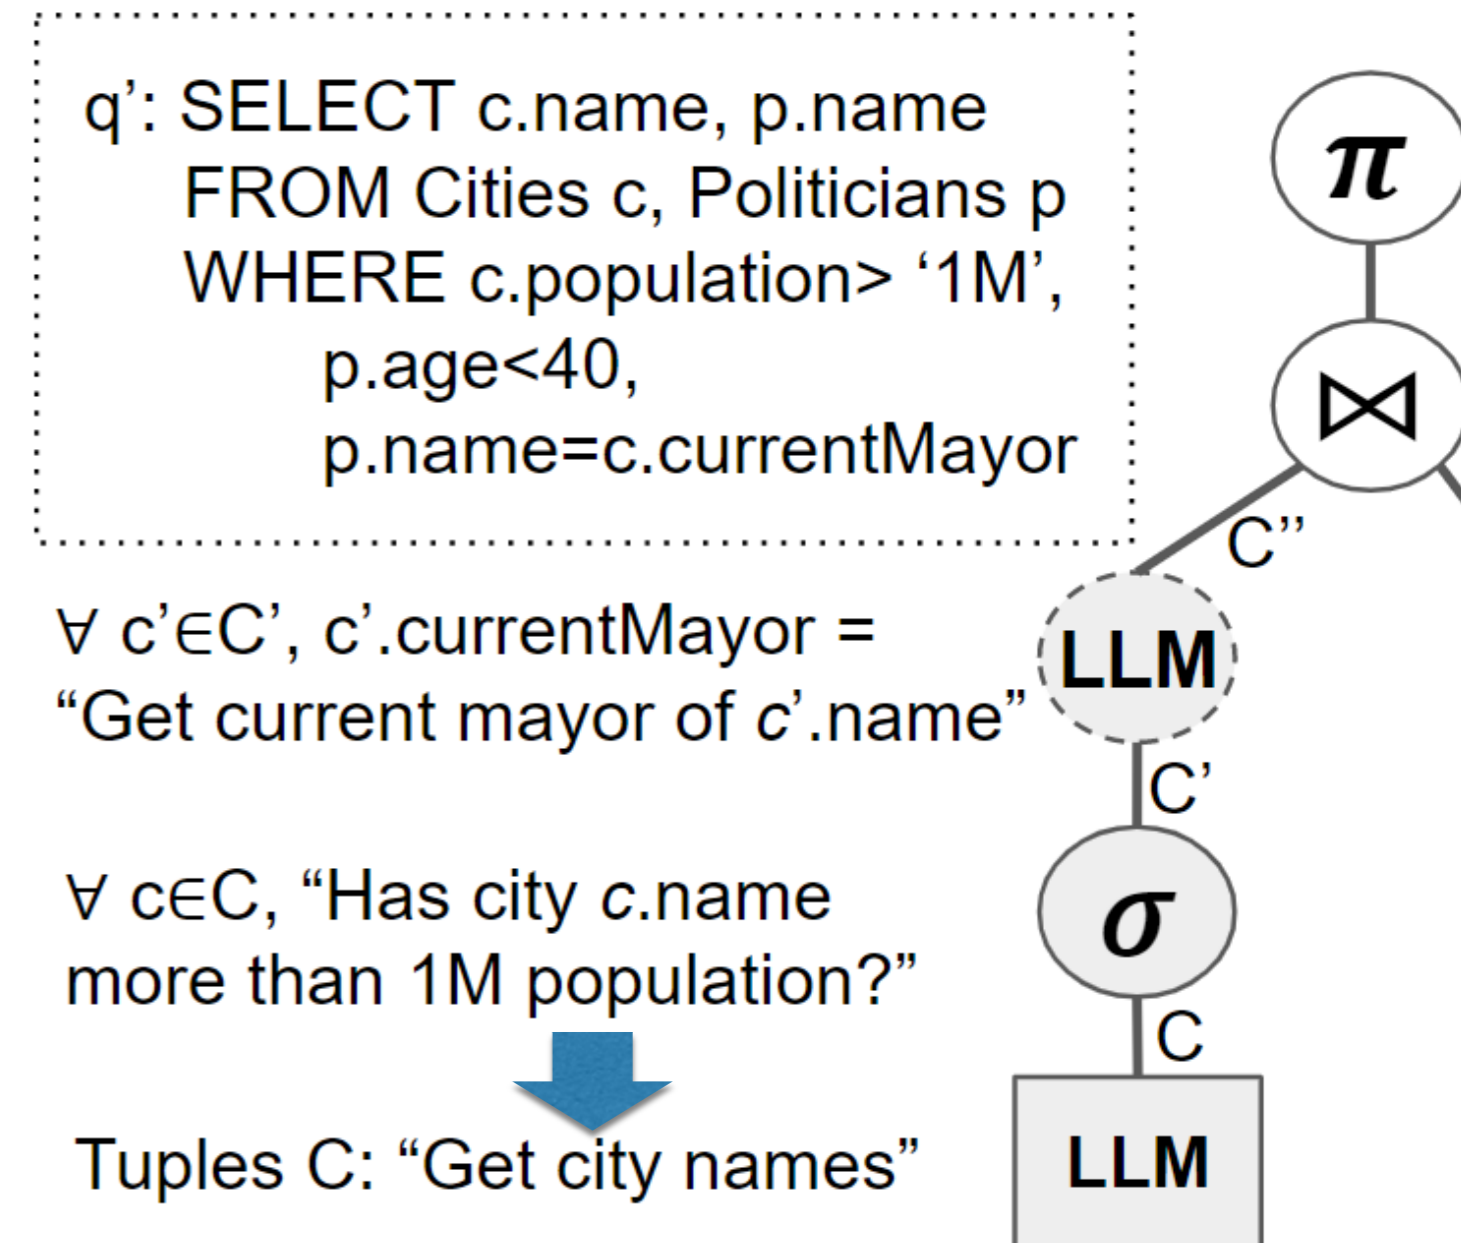 q’: SELECT c.name, p.name
FROM Cities c, Politicians p
WHERE c.population> ‘1M’,
p.age<40,
p.name=c.currentMayor
π
⋈
C’’
∀ c’∈C’, c’.currentMayor =
“Get current mayor of c’.name”
LLM
C’
∀ c∈C, “Has city c.name
more than 1M population?”
σ
C
Tuples C: “Get city names”
LLM